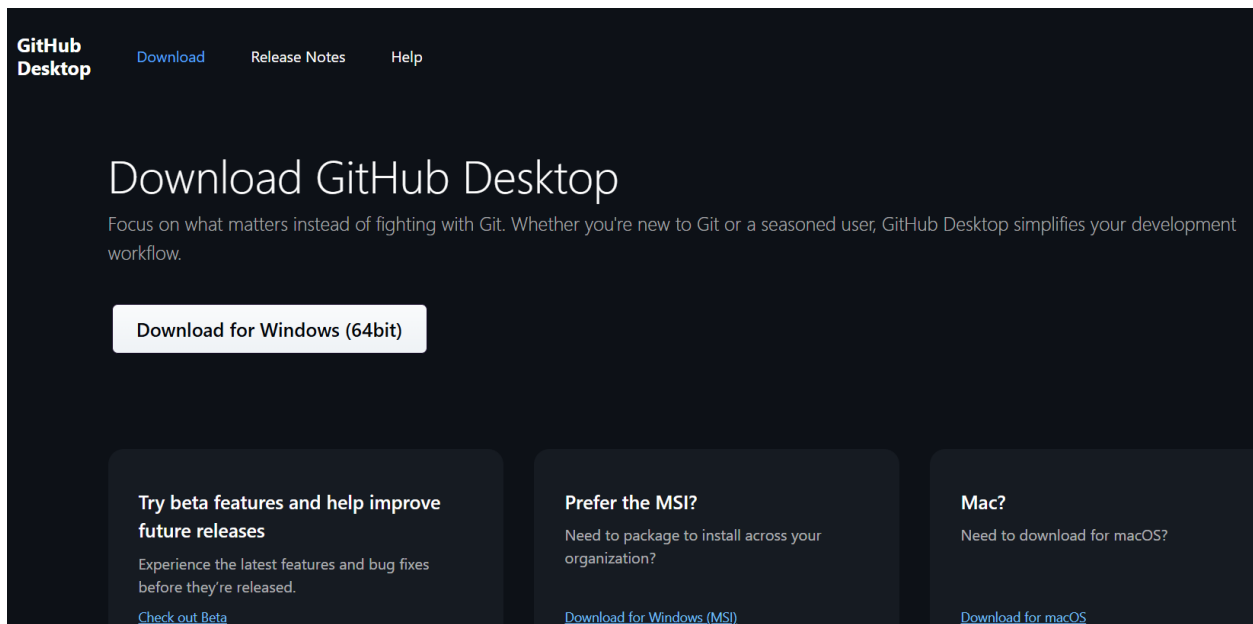 GitHub
Desktop
Download
Release Notes
Help
Download GitHub Desktop
Focus on what matters instead of fighting with Git. Whether you're new to Git or a seasoned user, GitHub Desktop simplifies your development
workflow.
Download for Windows (64bit)
Try beta features and help improve
future releases
Experience the latest features and bug fixes
before they're released.
Check out Beta
Prefer the MSI?
Need to package to install across your
organization?
Download for Windows (MSI)
Mac?
Need to download for macOS?
Download for macOS